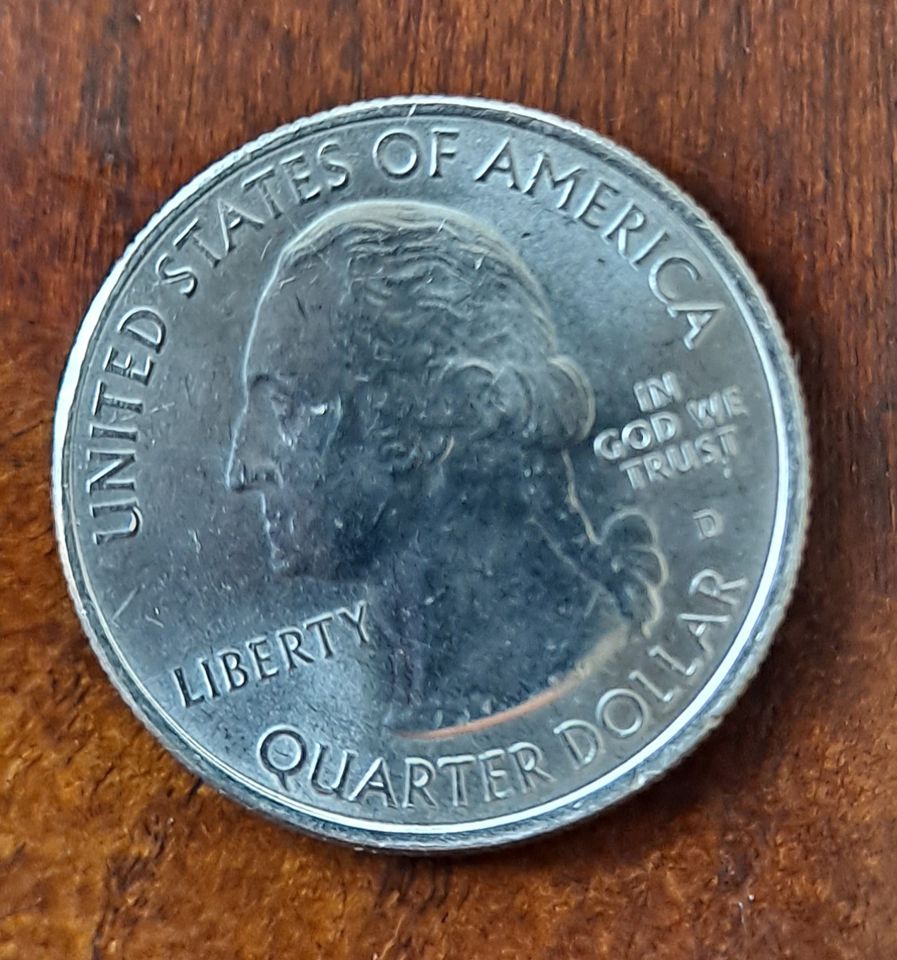 UNITED STATES OF AMERICA
LIBERTY
IN
GOD WE
TRUST
D
QUARTER DOLLAR